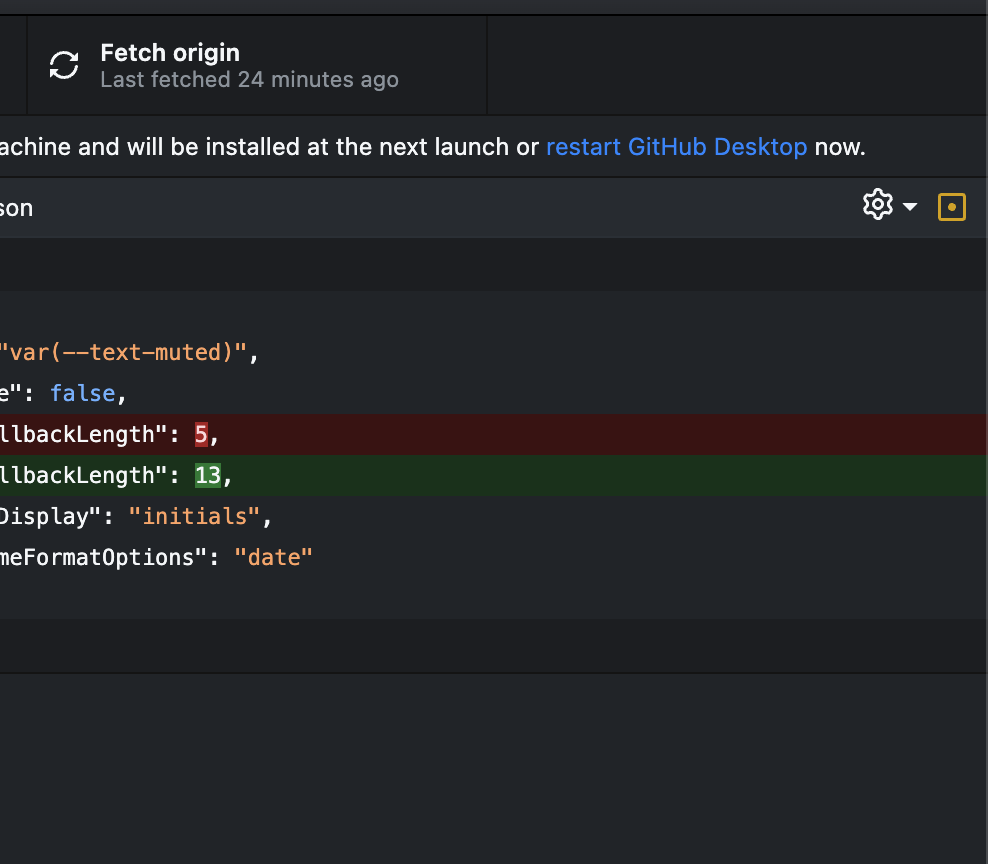 Fetch origin
Last fetched 24 minutes ago
achine and will be installed at the next launch or restart GitHub Desktop now.
son
"var(--text-muted)",
e": false,
llbackLength": 5,
llbackLength": 13,
Display": "initials",
meFormatOptions": "date"